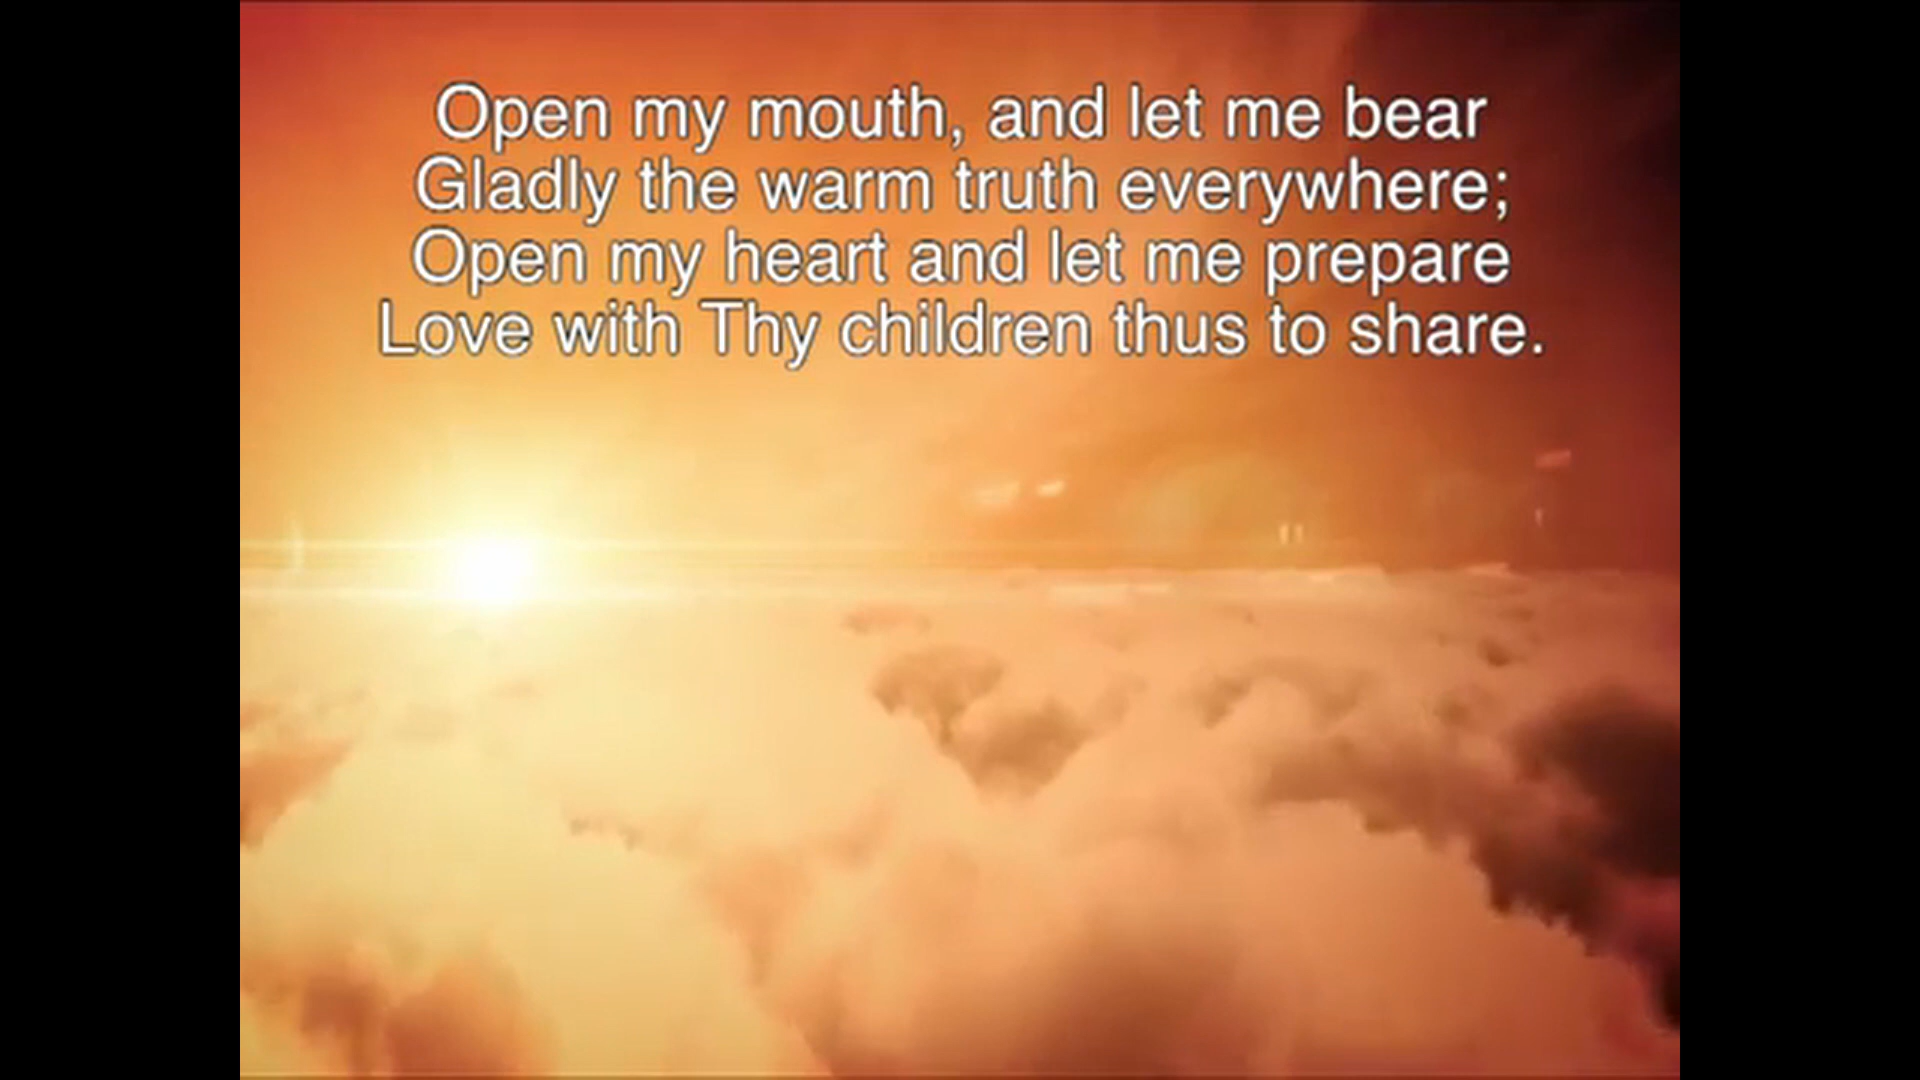 Open my mouth, and let me bear
Gladly the warm truth everywhere;
Open my heart and let me prepare
Love with Thy children thus to share.